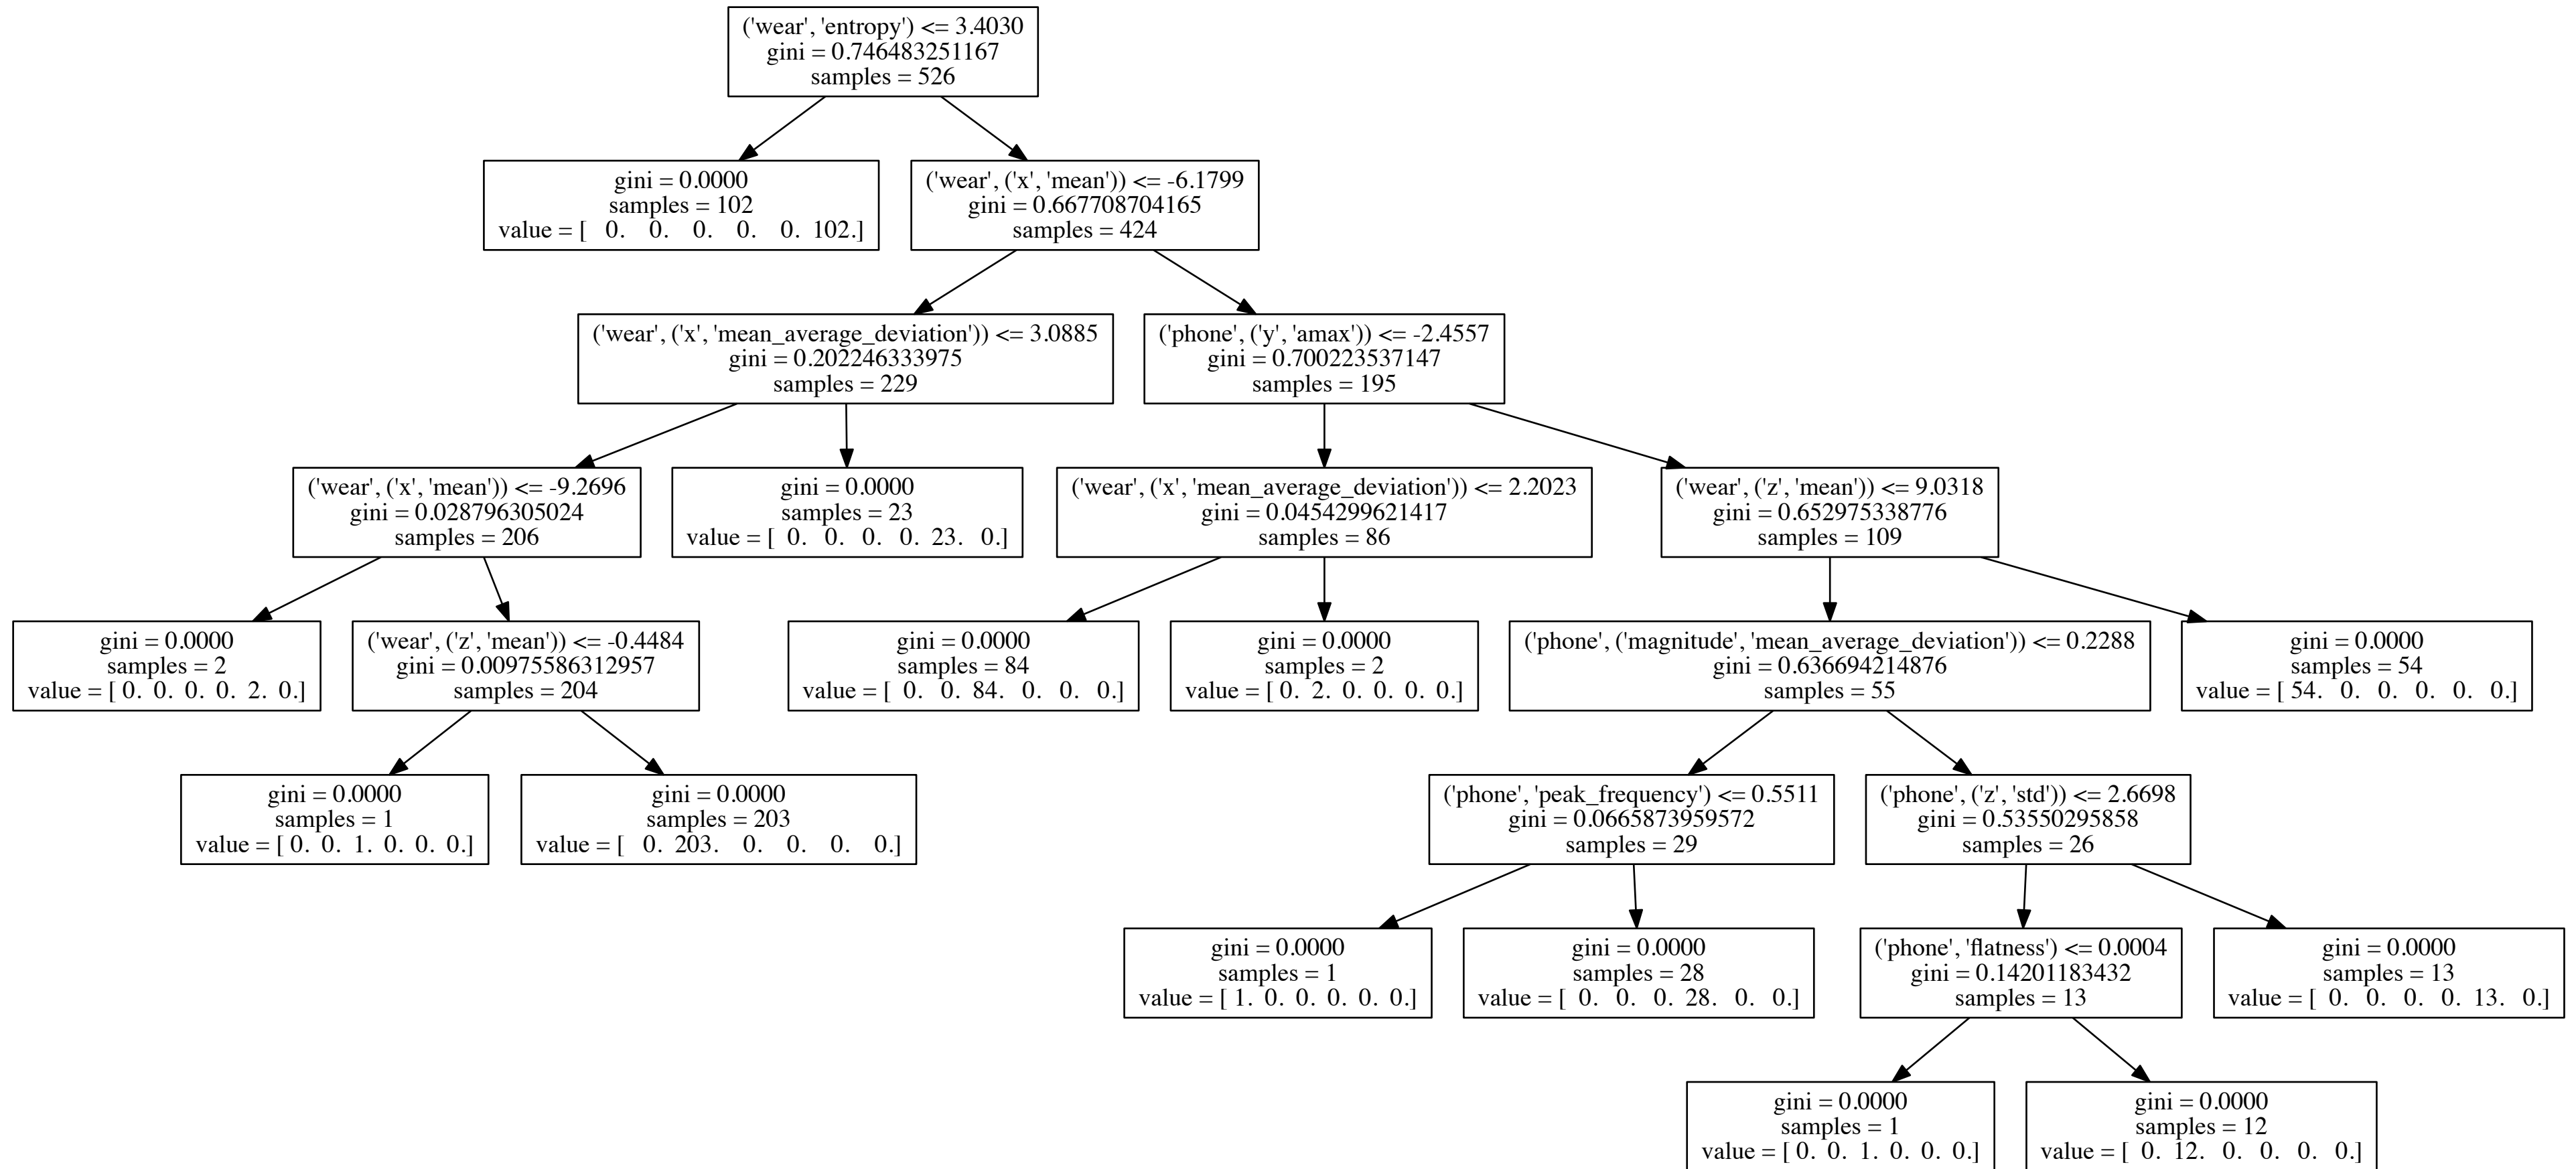 ('wear', 'entropy') <= 3.4030
gini = 0.746483251167
samples = 526
gini = 0.0000
samples = 102
value = [ 0. 0. 0. 0. 0. 102.]
('wear', ('x', 'mean')) <= -6.1799
gini = 0.667708704165
samples = 424
('wear', ('x', 'mean_average_deviation')) <= 3.0885
gini = 0.202246333975
samples = 229
('phone', ('y', 'amax')) <= -2.4557
gini = 0.700223537147
samples = 195
('wear', ('x', 'mean')) <= -9.2696
gini = 0.028796305024
samples = 206
gini = 0.0000
samples = 23
value = [ 0. 0. 0. 0. 23. 0.]
('wear', ('x', 'mean_average_deviation')) <= 2.2023
gini = 0.0454299621417
samples = 86
('wear', ('z', 'mean')) <= 9.0318
gini = 0.652975338776
samples = 109
gini = 0.0000
samples = 2
value = [ 0. 0. 0. 0. 2. 0.]
('wear', ('z', 'mean')) <= -0.4484
gini = 0.00975586312957
samples = 204
gini = 0.0000
samples = 84
value = [ 0. 0. 84. 0. 0. 0.]
gini = 0.0000
samples = 2
value = [ 0. 2. 0. 0. 0. 0.]
('phone', ('magnitude', 'mean_average_deviation')) <= 0.2288
gini = 0.636694214876
samples = 55
gini = 0.0000
samples = 54
value = [ 54. 0. 0. 0. 0. 0.]
gini = 0.0000
samples = 1
value = [ 0. 0. 1. 0. 0. 0.]
gini = 0.0000
samples = 203
value = [ 0. 203. 0. 0. 0. 0.]
('phone', 'peak_frequency') <= 0.5511
gini = 0.0665873959572
samples = 29
('phone', ('z', 'std')) <= 2.6698
gini = 0.53550295858
samples = 26
gini = 0.0000
samples = 1
value = [ 1. 0. 0. 0. 0. 0.]
gini = 0.0000
samples = 28
value = [ 0. 0. 0. 28. 0. 0.]
('phone', 'flatness') <= 0.0004
gini = 0.14201183432
samples = 13
gini = 0.0000
samples = 13
value = [ 0. 0. 0. 0. 13. 0.]
gini = 0.0000
samples = 1
value = [ 0. 0. 1. 0. 0. 0.]
gini = 0.0000
samples = 12
value = [ 0. 12. 0. 0. 0. 0.]